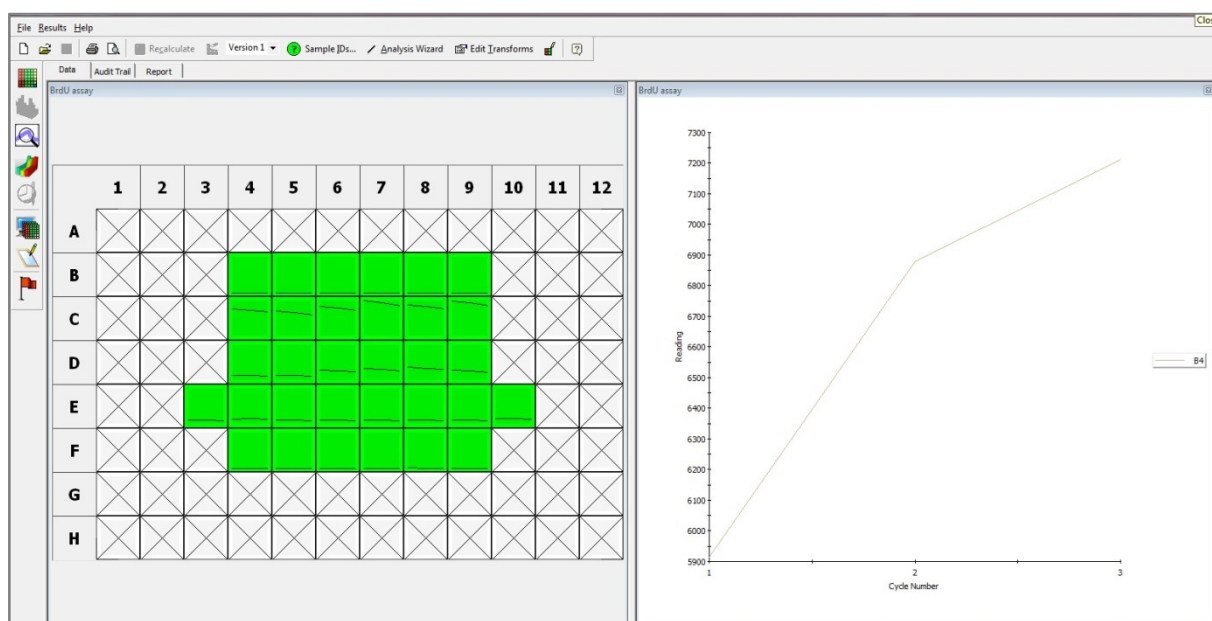 Clos
File Results Help
Recalculate Version 1 Sample IDs... Analysis Wizard Edit Transforms
Data Audit Trail Report
BrdU assay
1 2 3 4 5 6 7 8 9 10 11 12
A
B
C
D
E
F
G
H
BrdU assay
7300
7200
7100
7000
6900
6800
6700
6600
6500
6400
6300
6200
6100
6000
5900
Reading
1 2 3
Cycle Number
B4